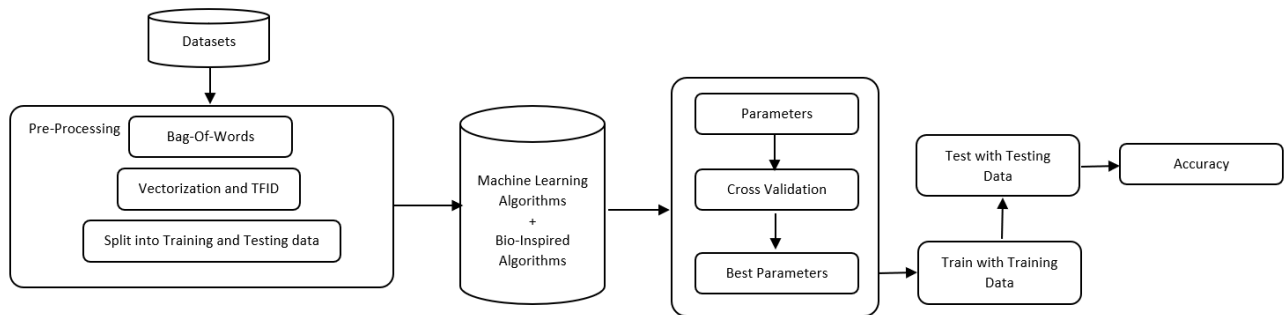 Datasets
Pre-Processing
Bag-Of-Words
Vectorization and TFID
Split into Training and Testing data
Machine Learning
Algorithms
+
Bio-Inspired
Algorithms
Parameters
Cross Validation
Best Parameters
Train with Training
Data
Test with Testing
Data
Accuracy